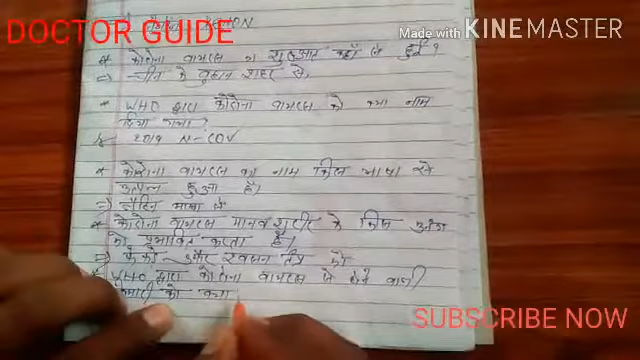 DOCTOR GUIDE
Made with KINEMASTER
* कोरोना वायरस का शुरुआत कहाँ से हुई ?
=) चीन के वुहान शहर से,
* WHO द्वारा कोरोना वायरस को क्या नाम
दिया गया ?
2019 N-COV
* कोरोना वायरस का नाम किस भाषा से
उत्पन्न हुआ है।
=) लैटिन भाषा से
* कोरोना वायरस मानव शरीर के किस अंग
को प्रभावित करता है।
=) फेफड़े और श्वसन तंत्र को
* WHO द्वारा कोरोना वायरस से होने वाली
बीमारी को क्या
SUBSCRIBE NOW